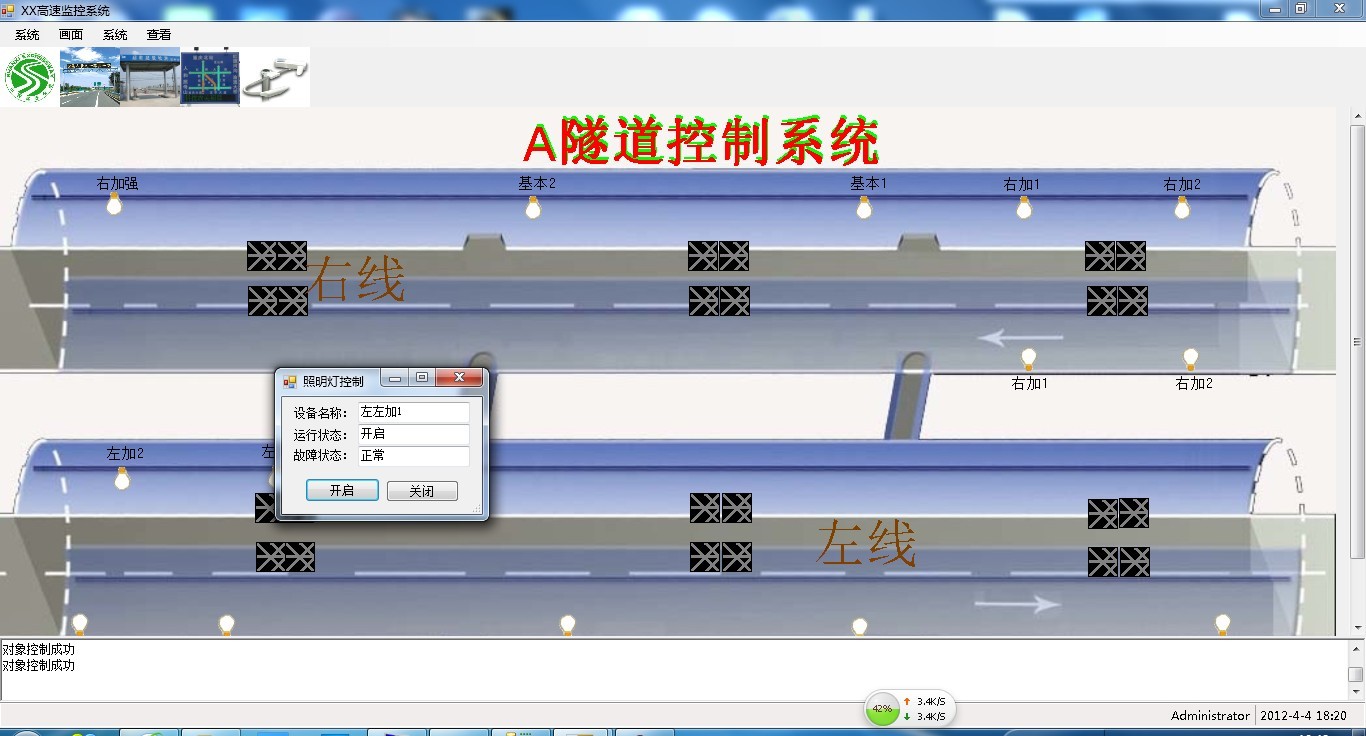 XX高速监控系统
系统 画面 系统 查看
A隧道控制系统
右加强 基本2 基本1 右加1 右加2
右线
右加1 右加2
照明灯控制
设备名称： 左左加1
运行状态： 开启
故障状态： 正常
开启 关闭
左加2 左
左线
对象控制成功
对象控制成功
42% 3.4K/S
3.4K/S
Administrator 2012-4-4 18:20